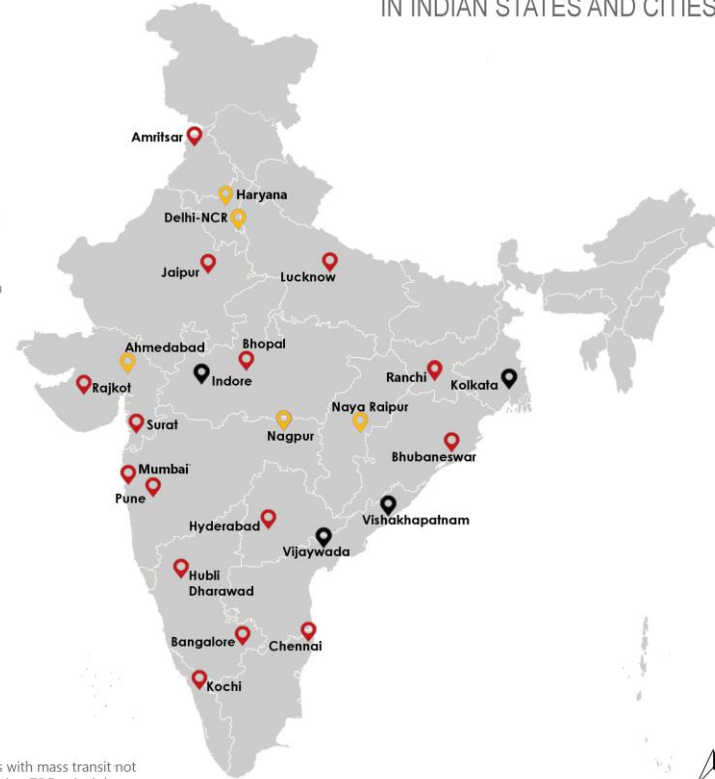 IN INDIAN STATES AND CITIES
Amritsar
Haryana
Delhi-NCR
Jaipur
Lucknow
Ahmedabad
Bhopal
Rajkot
Indore
Ranchi
Kolkata
Surat
Nagpur
Naya Raipur
Bhubaneswar
Mumbai
Pune
Hyderabad
Vishakhapatnam
Vijaywada
Hubli
Dharawad
Bangalore
Chennai
Kochi
with mass transit not